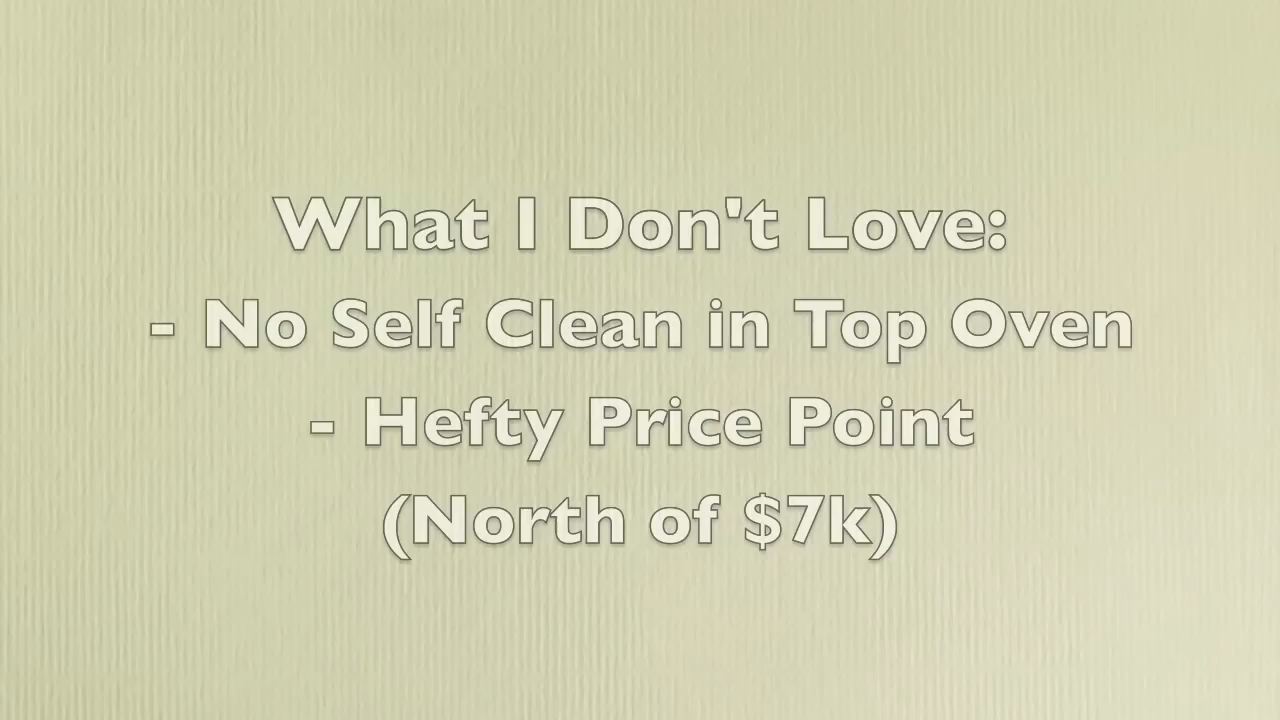 What I Don't Love:
- No Self Clean in Top Oven
- Hefty Price Point
(North of $7k)